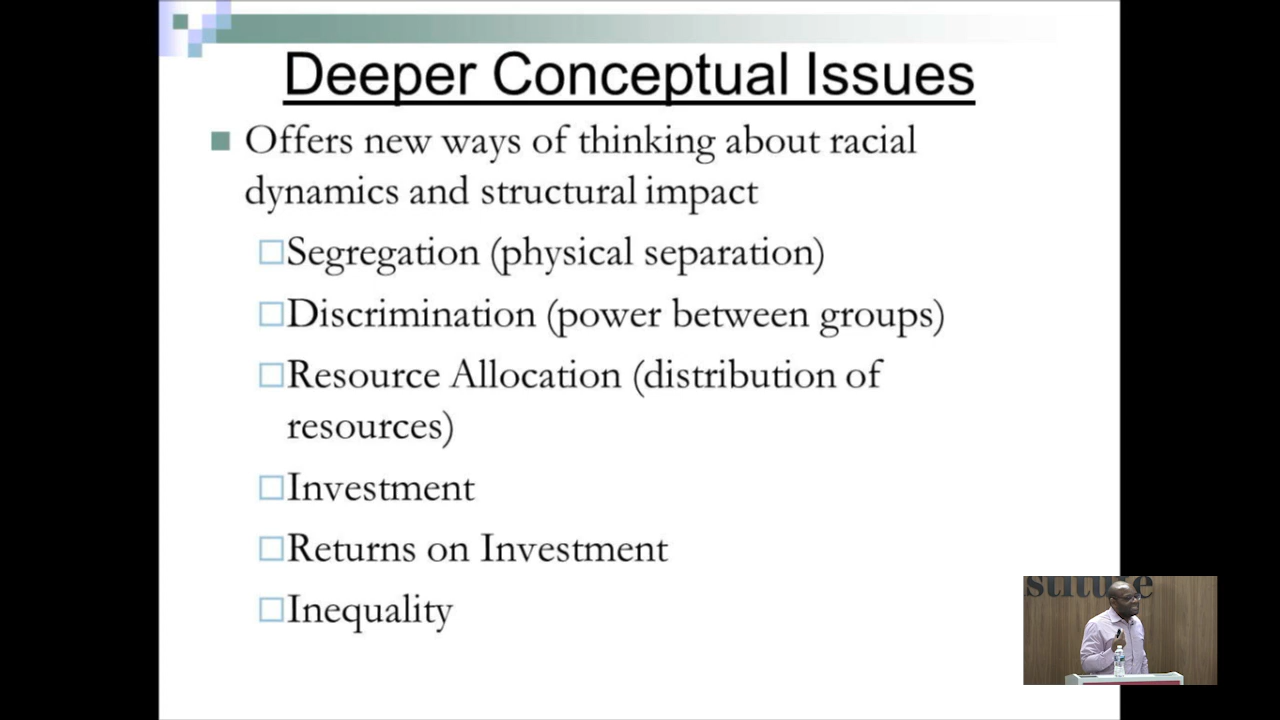 Deeper Conceptual Issues
Offers new ways of thinking about racial
dynamics and structural impact
Segregation (physical separation)
Discrimination (power between groups)
Resource Allocation (distribution of
resources)
Investment
Returns on Investment
Inequality
stitute